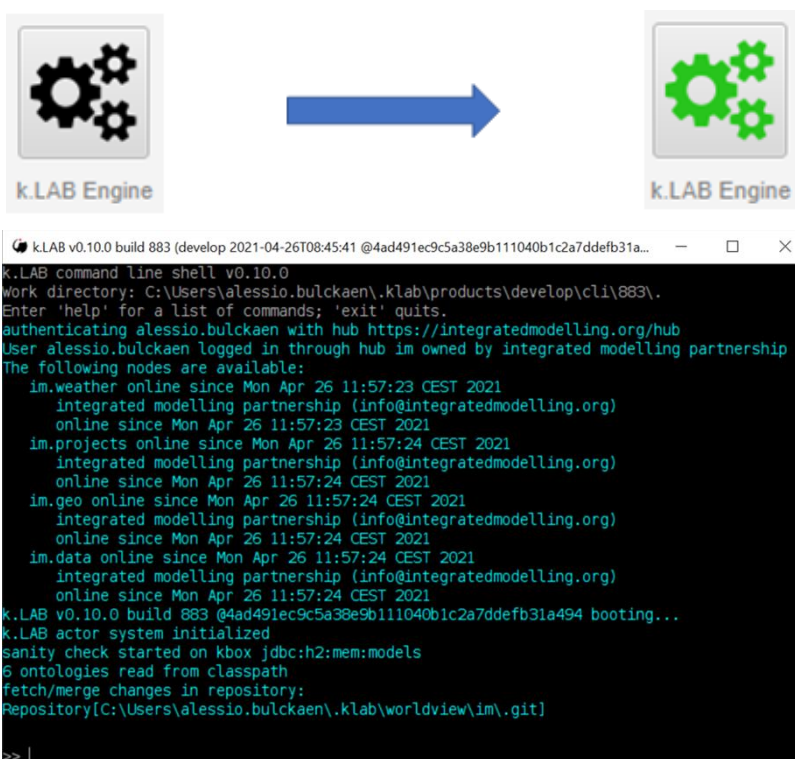 k.LAB Engine
k.LAB Engine
k.LAB v0.10.0 build 883 (develop 2021-04-26T08:45:41 @4ad491ec9c5a38e9b111040b1c2a7ddefb31a...
k.LAB command line shell v0.10.0
Work directory: C:\Users\alessio.bulckaen\.klab\products\develop\cli\883\.
Enter 'help' for a list of commands; 'exit' quits.
authenticating alessio.bulckaen with hub https://integratedmodelling.org/hub
User alessio.bulckaen logged in through hub im owned by integrated modelling partnership
The following nodes are available:
im.weather online since Mon Apr 26 11:57:23 CEST 2021
integrated modelling partnership (info@integratedmodelling.org)
online since Mon Apr 26 11:57:23 CEST 2021
im.projects online since Mon Apr 26 11:57:24 CEST 2021
integrated modelling partnership (info@integratedmodelling.org)
online since Mon Apr 26 11:57:24 CEST 2021
im.geo online since Mon Apr 26 11:57:24 CEST 2021
integrated modelling partnership (info@integratedmodelling.org)
online since Mon Apr 26 11:57:24 CEST 2021
im.data online since Mon Apr 26 11:57:24 CEST 2021
integrated modelling partnership (info@integratedmodelling.org)
online since Mon Apr 26 11:57:24 CEST 2021
k.LAB v0.10.0 build 883 @4ad491ec9c5a38e9b111040b1c2a7ddefb31a494 booting...
k.LAB actor system initialized
sanity check started on kbox jdbc:h2:mem:models
6 ontologies read from classpath
fetch/merge changes in repository:
Repository[C:\Users\alessio.bulckaen\.klab\worldview\im\.git]
>>